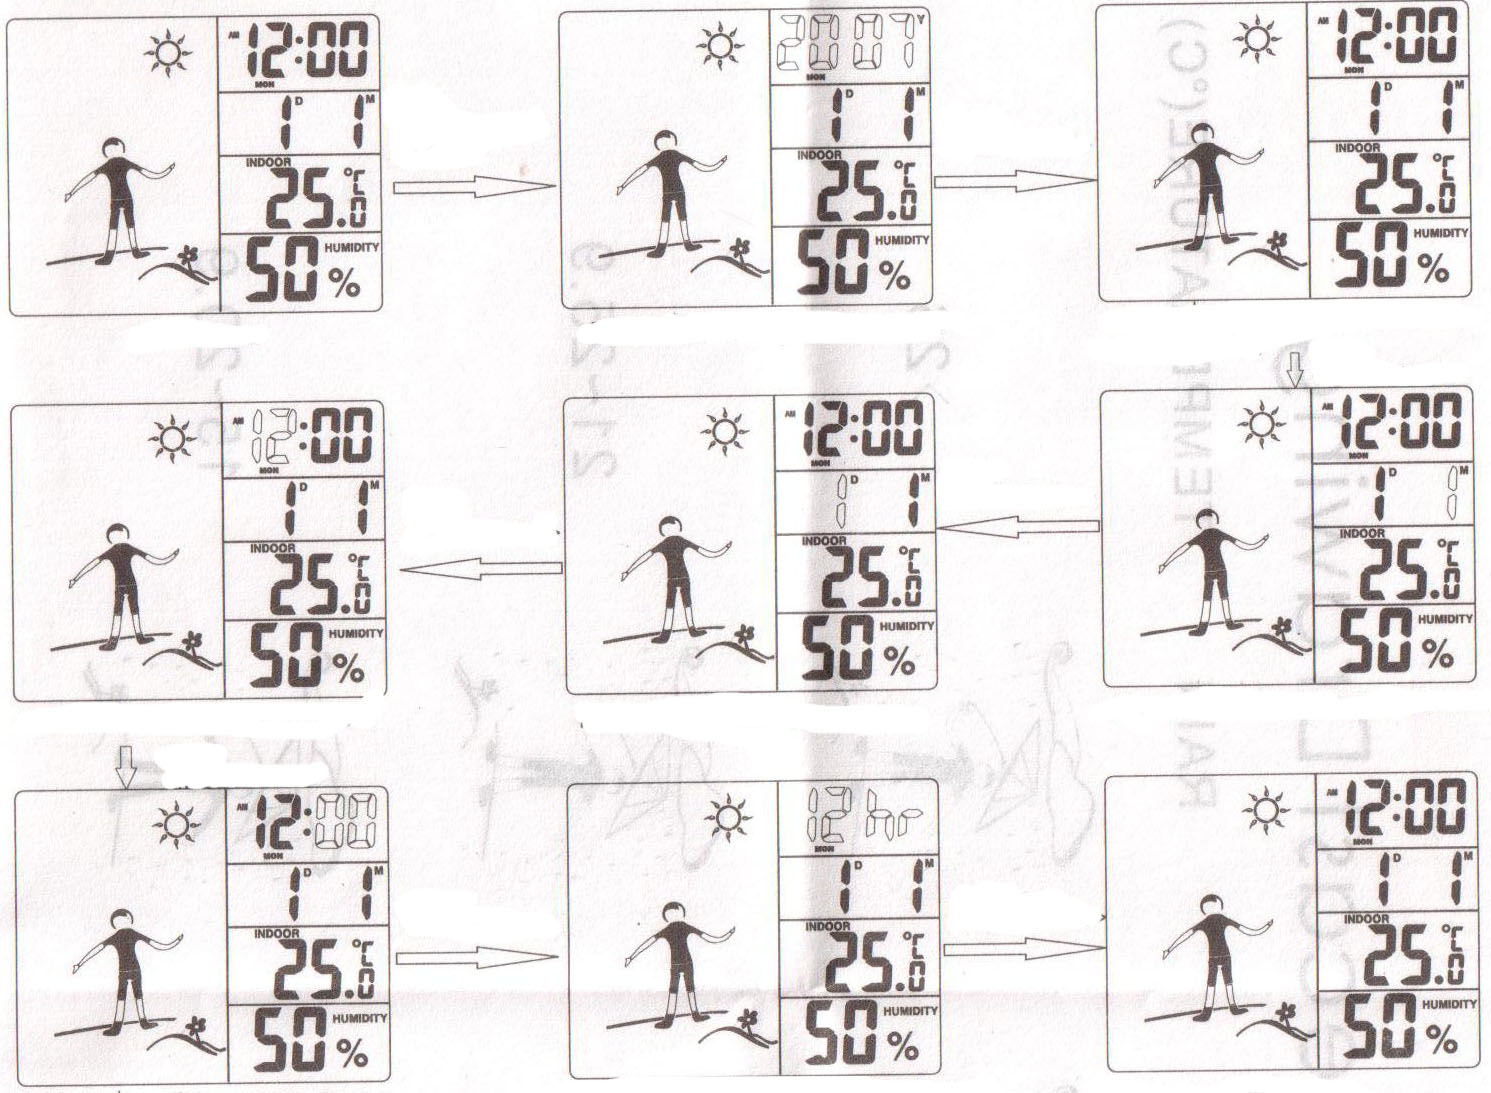 AM 12:00
MON
1 D 1 M
INDOOR
25.0 °C
50 % HUMIDITY
2007 Y
MON
1 D 1 M
INDOOR
25.0 °C
50 % HUMIDITY
AM 12:00
MON
1 D 1 M
INDOOR
25.0 °C
50 % HUMIDITY
AM 12:00
MON
1 D 1 M
INDOOR
25.0 °C
50 % HUMIDITY
AM 12:00
MON
1 D 1 M
INDOOR
25.0 °C
50 % HUMIDITY
AM 12:00
MON
1 D 1 M
INDOOR
25.0 °C
50 % HUMIDITY
AM 12:00
MON
1 D 1 M
INDOOR
25.0 °C
50 % HUMIDITY
12 hr
MON
1 D 1 M
INDOOR
25.0 °C
50 % HUMIDITY
AM 12:00
MON
1 D 1 M
INDOOR
25.0 °C
50 % HUMIDITY